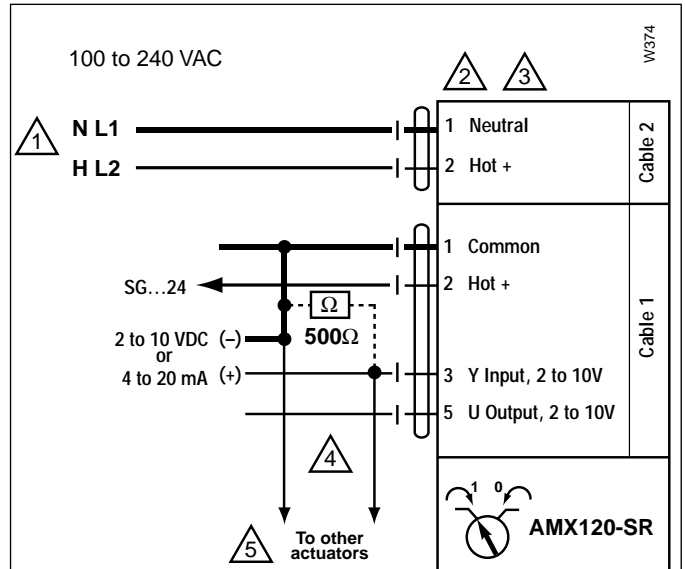 W374
100 to 240 VAC
2 3
1 N L1 1 Neutral
H L2 2 Hot +
Cable 2
1 Common
SG...24 2 Hot +
Ω
500Ω
2 to 10 VDC (–)
or
4 to 20 mA (+) 3 Y Input, 2 to 10V
5 U Output, 2 to 10V
Cable 1
4
5 To other
actuators
1 0
AMX120-SR